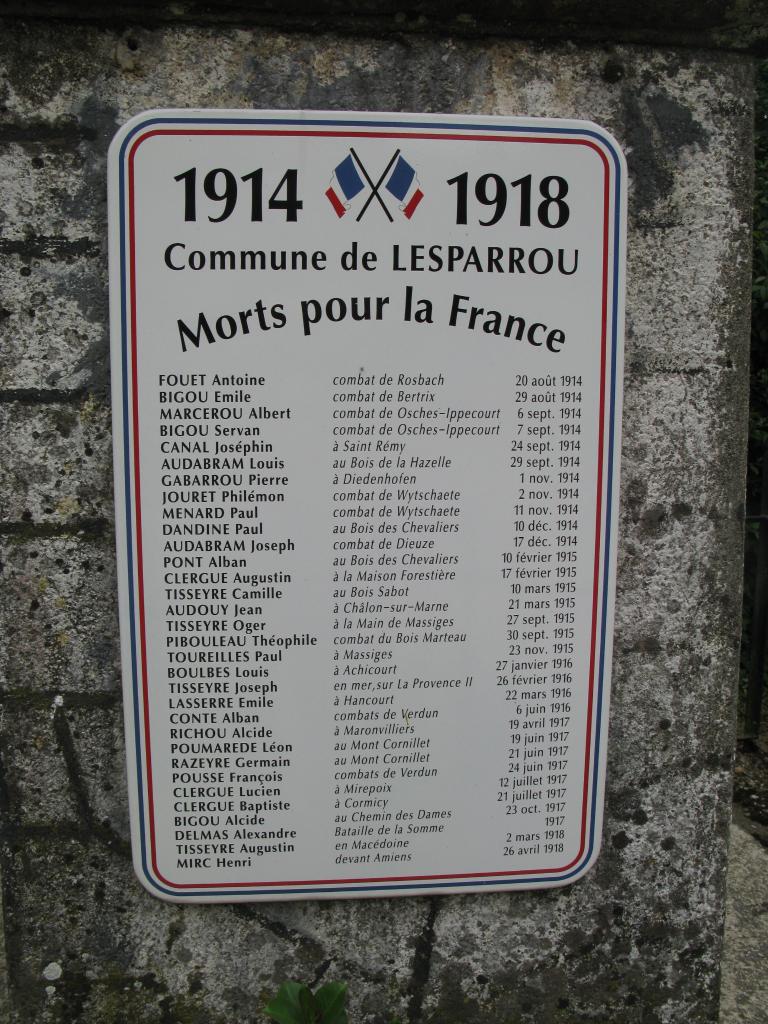 1914 1918
Commune de LESPARROU
Morts pour la France
FOUET Antoine combat de Rosbach 20 août 1914
BIGOU Emile combat de Bertrix 29 août 1914
MARCEROU Albert combat de Osches-Ippecourt 6 sept. 1914
BIGOU Servan combat de Osches-Ippecourt 7 sept. 1914
CANAL Joséphin à Saint Rémy 24 sept. 1914
AUDABRAM Louis au Bois de la Hazelle 29 sept. 1914
GABARROU Pierre à Diedenhofen 1 nov. 1914
JOURET Philémon combat de Wytschaete 2 nov. 1914
MENARD Paul combat de Wytschaete 11 nov. 1914
DANDINE Paul au Bois des Chevaliers 10 déc. 1914
AUDABRAM Joseph combat de Dieuze 17 déc. 1914
PONT Alban au Bois des Chevaliers 10 février 1915
CLERGUE Augustin à la Maison Forestière 17 février 1915
TISSEYRE Camille au Bois Sabot 10 mars 1915
AUDOUY Jean à Châlon-sur-Marne 21 mars 1915
TISSEYRE Oger à la Main de Massiges 27 sept. 1915
PIBOULEAU Théophile combat du Bois Marteau 30 sept. 1915
TOUREILLES Paul à Massiges 23 nov. 1915
BOULBES Louis à Achicourt 27 janvier 1916
TISSEYRE Joseph en mer,sur La Provence II 26 février 1916
LASSERRE Emile à Hancourt 22 mars 1916
CONTE Alban combats de Verdun 6 juin 1916
RICHOU Alcide à Maronvilliers 19 avril 1917
POUMAREDE Léon au Mont Cornillet 19 juin 1917
RAZEYRE Germain au Mont Cornillet 21 juin 1917
POUSSE François combats de Verdun 24 juin 1917
CLERGUE Lucien à Mirepoix 12 juillet 1917
CLERGUE Baptiste à Cormicy 21 juillet 1917
BIGOU Alcide au Chemin des Dames 23 oct. 1917
DELMAS Alexandre Bataille de la Somme 1917
TISSEYRE Augustin en Macédoine 2 mars 1918
MIRC Henri devant Amiens 26 avril 1918